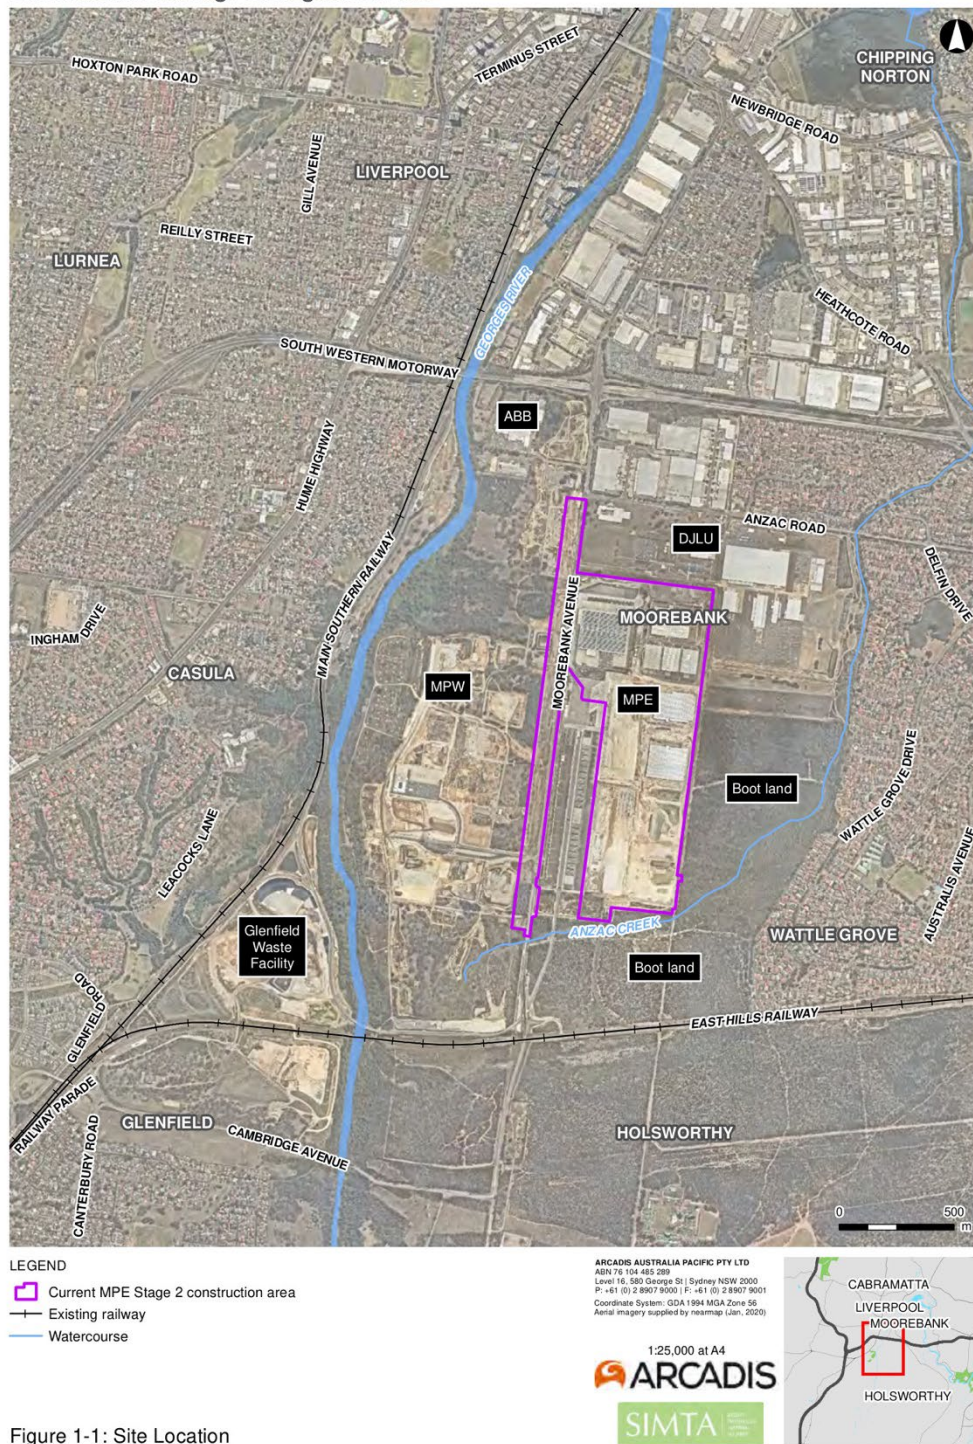 TERMINUS STREET
HOXTON PARK ROAD
CHIPPING
NORTON
NEWBRIDGE ROAD
LIVERPOOL
GILL AVENUE
REILLY STREET
LURNEA
GEORGES RIVER
HEATHCOTE ROAD
SOUTH WESTERN MOTORWAY
ABB
HUME HIGHWAY
ANZAC ROAD
DJLU
DELFIN DRIVE
MOOREBANK
MOOREBANK AVENUE
INGHAM DRIVE
MAIN SOUTHERN RAILWAY
CASULA
MPW
MPE
Boot land
WATTLE GROVE DRIVE
LEACOCKS LANE
AUSTRALIS AVENUE
Glenfield
Waste
Facility
ANZAC CREEK
WATTLE GROVE
Boot land
GLENFIELD ROAD
EAST HILLS RAILWAY
RAILWAY PARADE
GLENFIELD
CAMBRIDGE AVENUE
CANTERBURY ROAD
HOLSWORTHY
0 500
m
LEGEND
Current MPE Stage 2 construction area
Existing railway
Watercourse
ARCADIS AUSTRALIA PACIFIC PTY LTD
ABN 76 104 485 289
Level 16, 580 George St | Sydney NSW 2000
P: +61 (0) 2 8907 9000 | F: +61 (0) 2 8907 9001
Coordinate System: GDA 1994 MGA Zone 56
Aerial imagery supplied by nearmap (Jan, 2020)
1:25,000 at A4
ARCADIS
SIMTA
CABRAMATTA
LIVERPOOL
MOOREBANK
HOLSWORTHY
Figure 1-1: Site Location